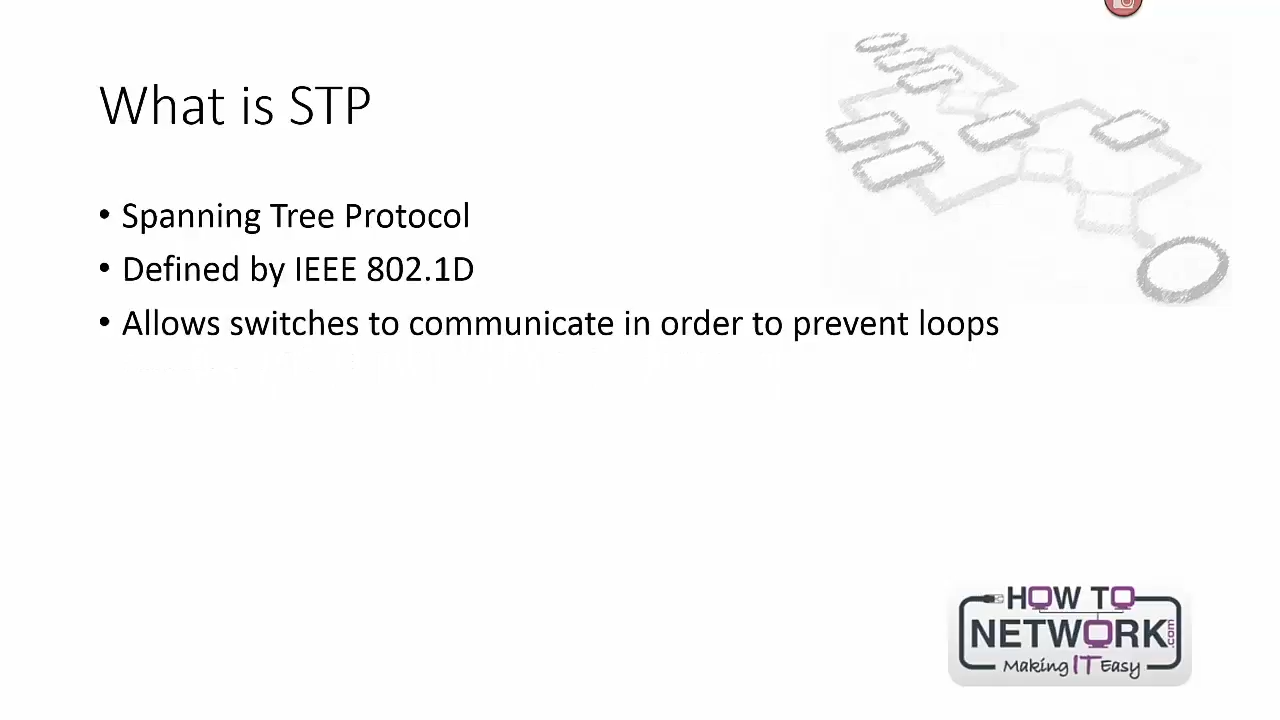 What is STP
• Spanning Tree Protocol
• Defined by IEEE 802.1D
• Allows switches to communicate in order to prevent loops
HOW TO
NETWORK.com
Making IT Easy